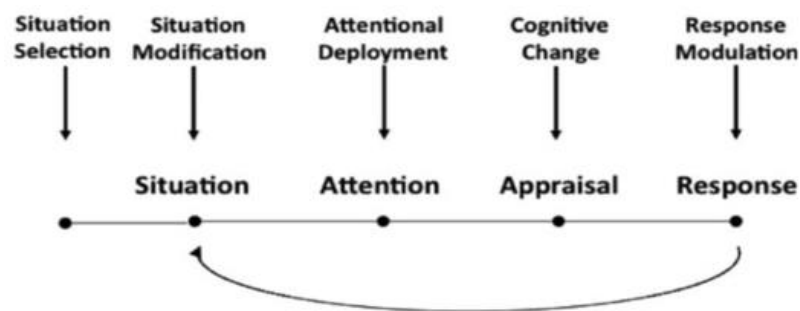 Situation
Selection
Situation
Modification
Attentional
Deployment
Cognitive
Change
Response
Modulation
Situation
Attention
Appraisal
Response